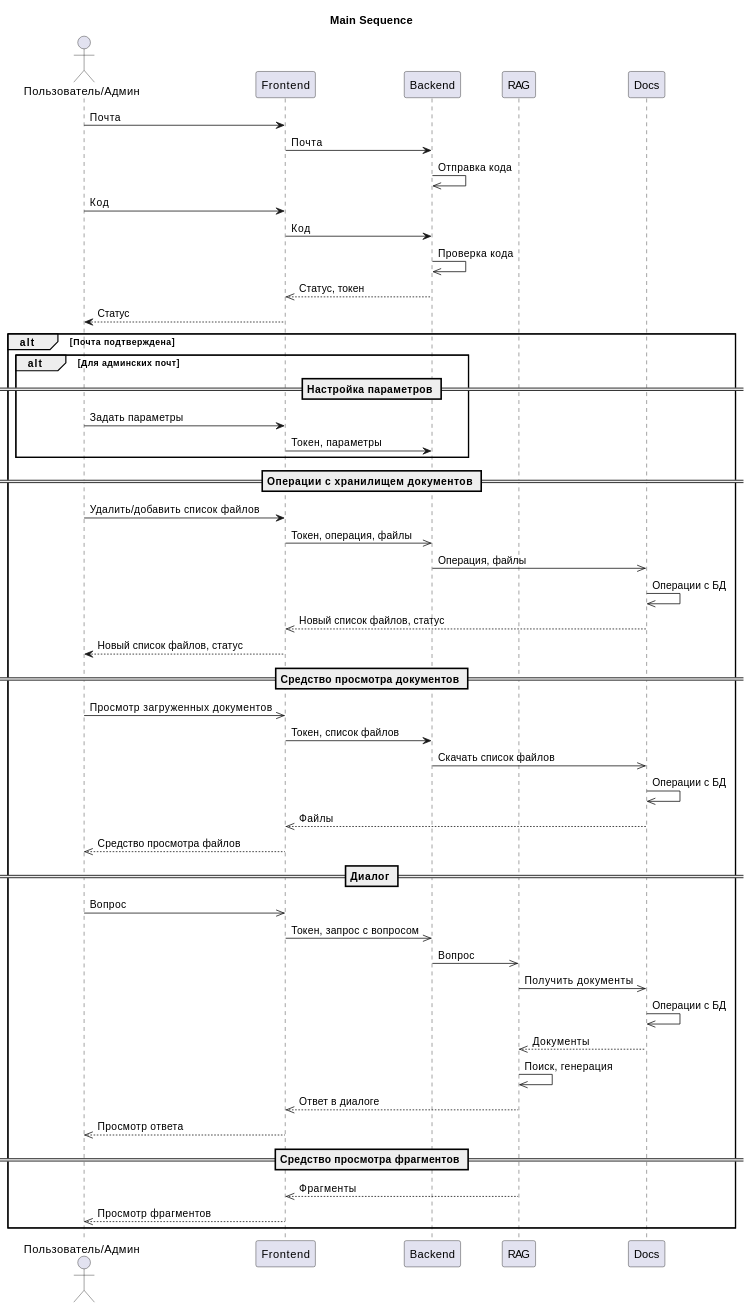 Main Sequence
Пользователь/Админ
Frontend
Backend
RAG
Docs
Почта
Почта
Отправка кода
Код
Код
Проверка кода
Статус, токен
Статус
alt [Почта подтверждена]
alt [Для админских почт]
Настройка параметров
Задать параметры
Токен, параметры
Операции с хранилищем документов
Удалить/добавить список файлов
Токен, операция, файлы
Операция, файлы
Операции с БД
Новый список файлов, статус
Новый список файлов, статус
Средство просмотра документов
Просмотр загруженных документов
Токен, список файлов
Скачать список файлов
Операции с БД
Файлы
Средство просмотра файлов
Диалог
Вопрос
Токен, запрос с вопросом
Вопрос
Получить документы
Операции с БД
Документы
Поиск, генерация
Ответ в диалоге
Просмотр ответа
Средство просмотра фрагментов
Фрагменты
Просмотр фрагментов
Пользователь/Админ
Frontend
Backend
RAG
Docs